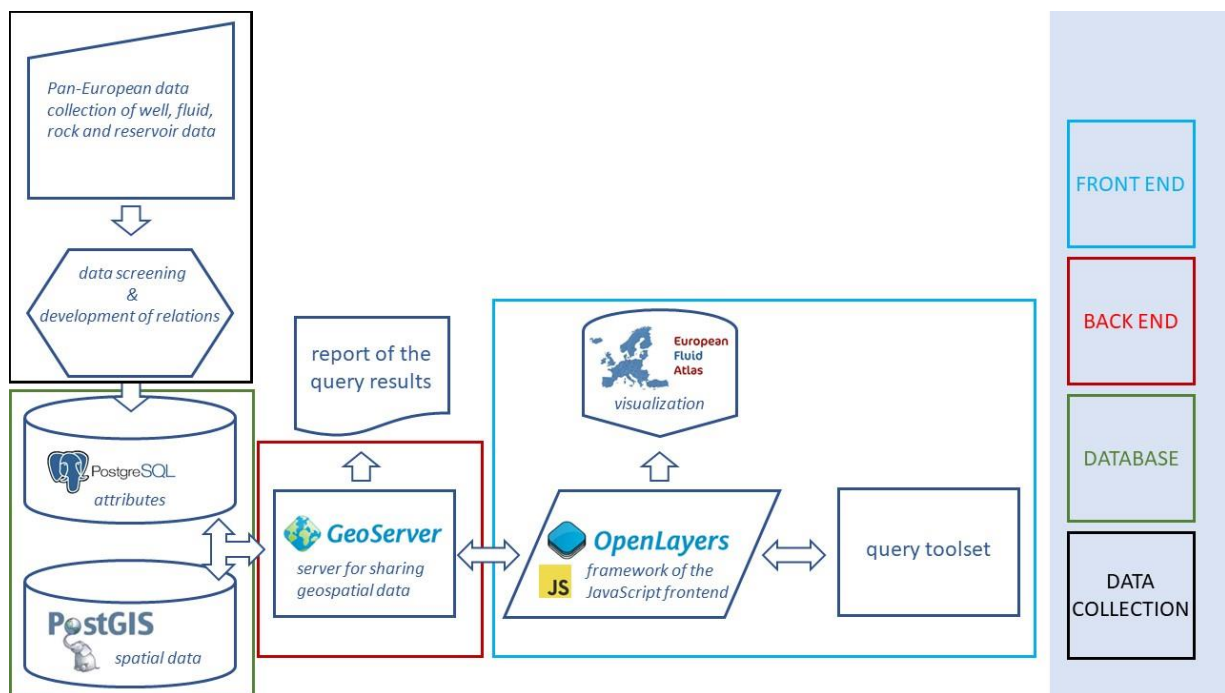 Pan-European data
collection of well, fluid,
rock and reservoir data
data screening
&
development of relations
PostgreSQL
attributes
PostGIS
spatial data
report of the
query results
GeoServer
server for sharing
geospatial data
European
Fluid
Atlas
visualization
OpenLayers
JS
framework of the
JavaScript frontend
query toolset
FRONT END
BACK END
DATABASE
DATA
COLLECTION